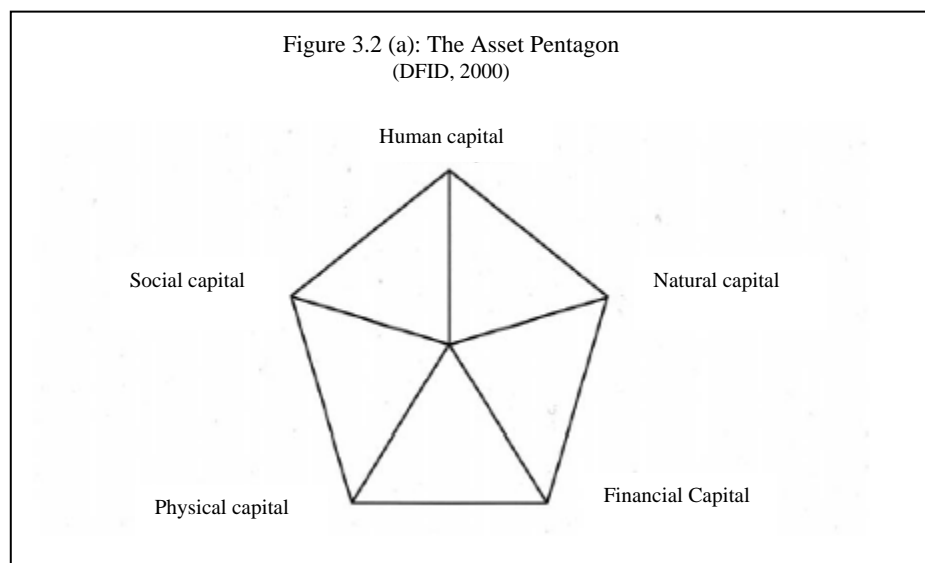 Figure 3.2 (a): The Asset Pentagon
(DFID, 2000)
Human capital
Social capital
Natural capital
Physical capital
Financial Capital